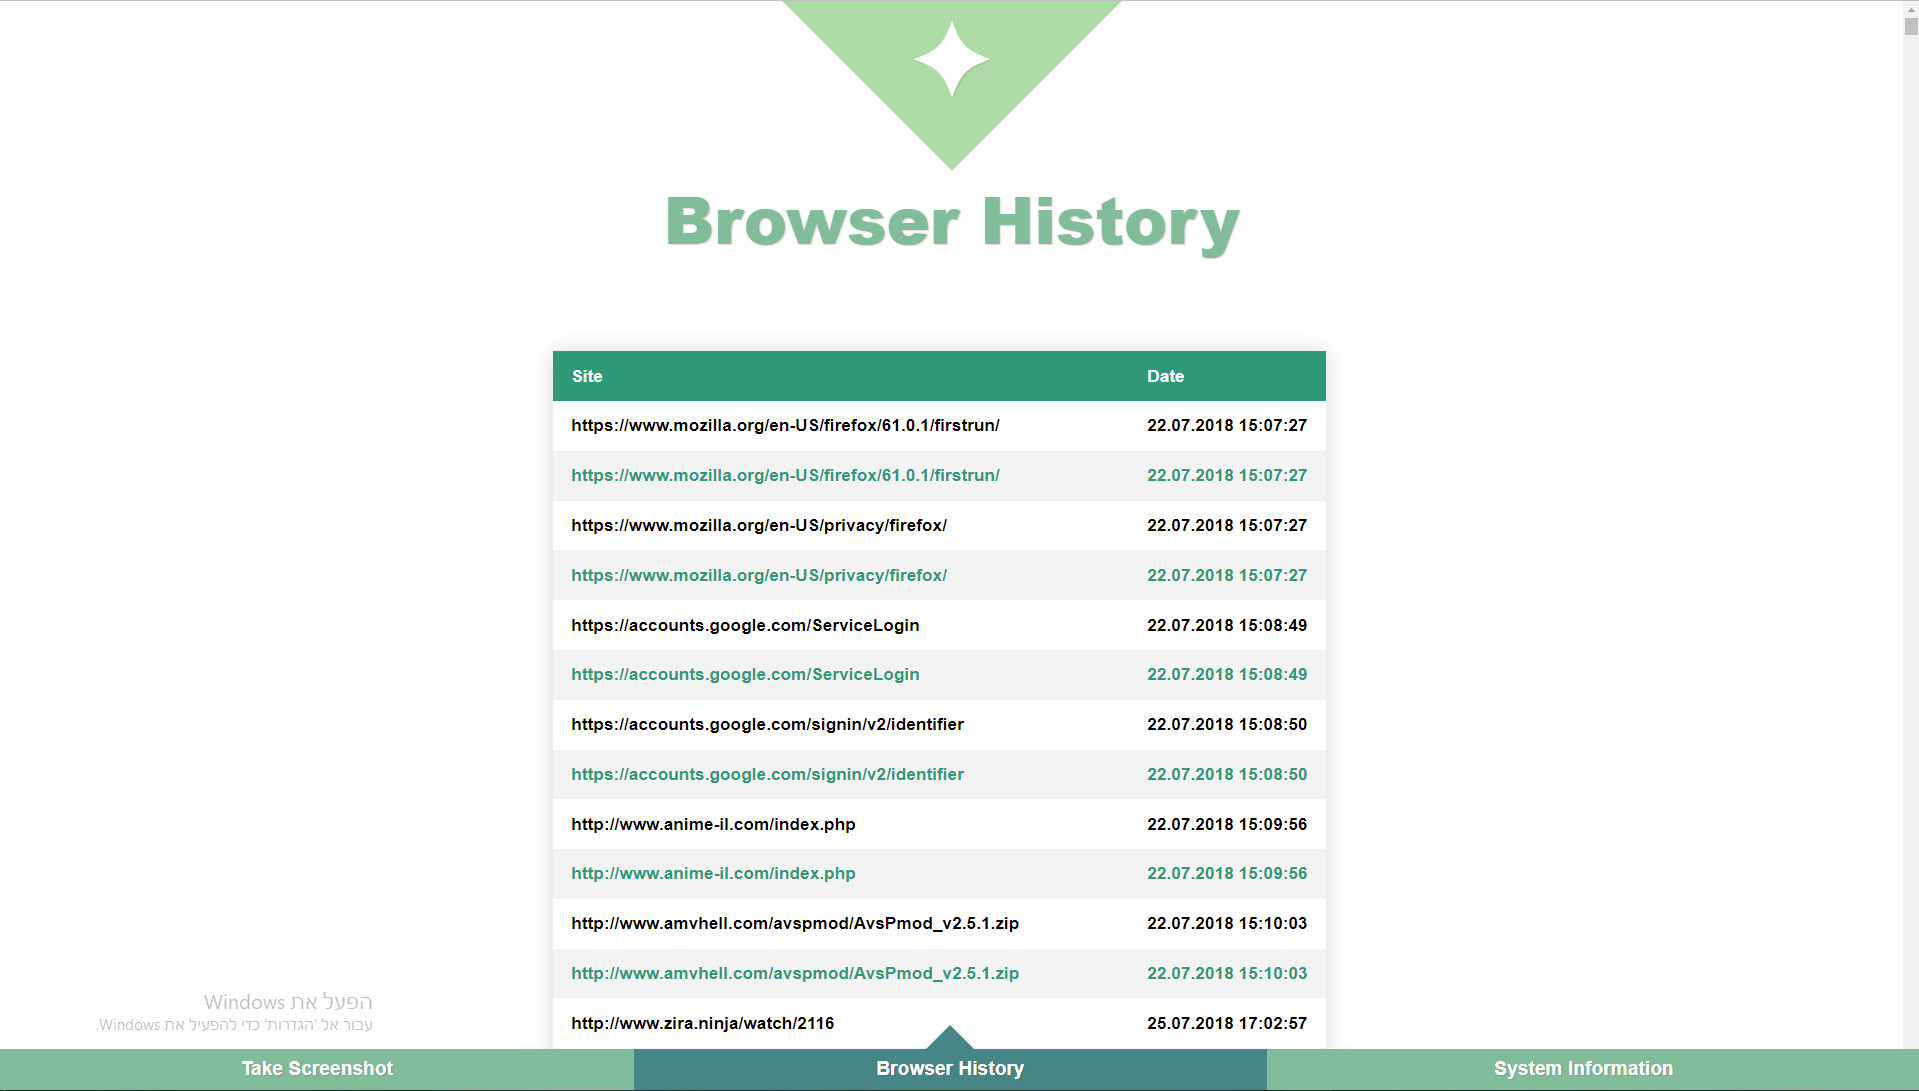 Browser History
Site Date
https://www.mozilla.org/en-US/firefox/61.0.1/firstrun/ 22.07.2018 15:07:27
https://www.mozilla.org/en-US/firefox/61.0.1/firstrun/ 22.07.2018 15:07:27
https://www.mozilla.org/en-US/privacy/firefox/ 22.07.2018 15:07:27
https://www.mozilla.org/en-US/privacy/firefox/ 22.07.2018 15:07:27
https://accounts.google.com/ServiceLogin 22.07.2018 15:08:49
https://accounts.google.com/ServiceLogin 22.07.2018 15:08:49
https://accounts.google.com/signin/v2/identifier 22.07.2018 15:08:50
https://accounts.google.com/signin/v2/identifier 22.07.2018 15:08:50
http://www.anime-il.com/index.php 22.07.2018 15:09:56
http://www.anime-il.com/index.php 22.07.2018 15:09:56
http://www.amvhell.com/avspmod/AvsPmod_v2.5.1.zip 22.07.2018 15:10:03
http://www.amvhell.com/avspmod/AvsPmod_v2.5.1.zip 22.07.2018 15:10:03
http://www.zira.ninja/watch/2116 25.07.2018 17:02:57
הפעל את Windows
עבור אל 'הגדרות' כדי להפעיל את Windows.
Take Screenshot Browser History System Information